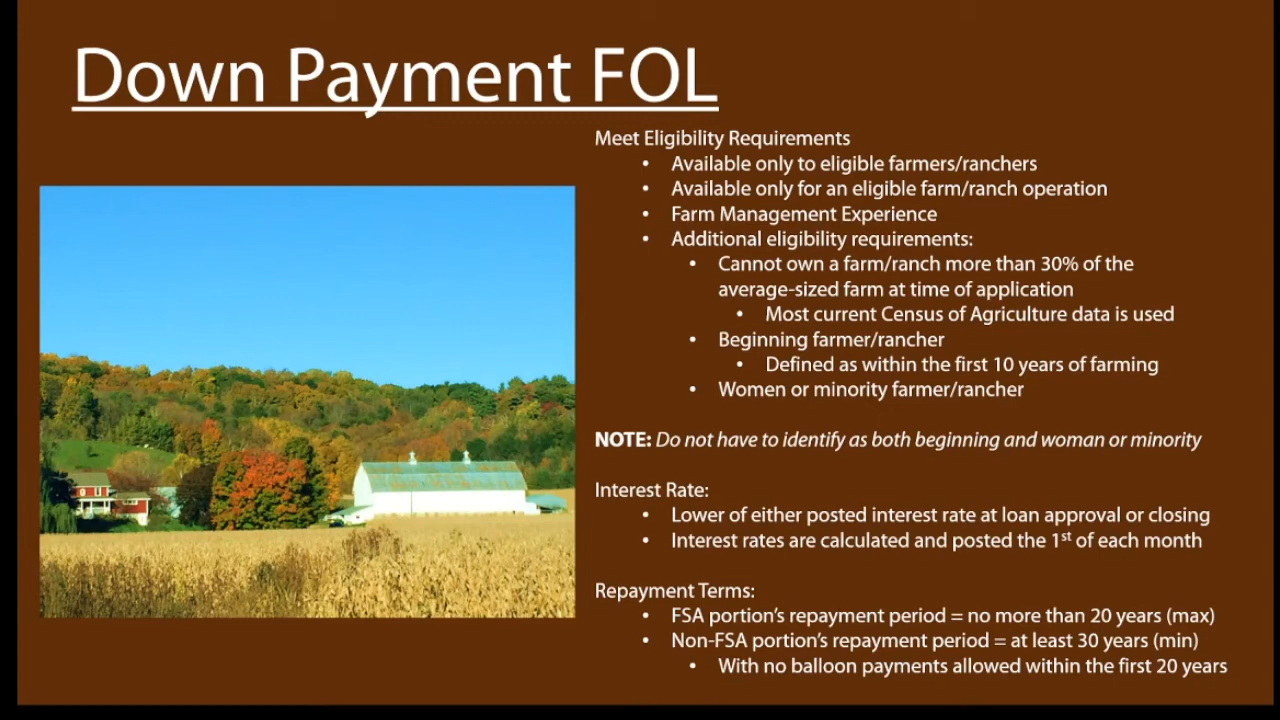 Down Payment FOL
Meet Eligibility Requirements
• Available only to eligible farmers/ranchers
• Available only for an eligible farm/ranch operation
• Farm Management Experience
• Additional eligibility requirements:
• Cannot own a farm/ranch more than 30% of the
average-sized farm at time of application
• Most current Census of Agriculture data is used
• Beginning farmer/rancher
• Defined as within the first 10 years of farming
• Women or minority farmer/rancher
NOTE: Do not have to identify as both beginning and woman or minority
Interest Rate:
• Lower of either posted interest rate at loan approval or closing
• Interest rates are calculated and posted the 1st of each month
Repayment Terms:
• FSA portion's repayment period = no more than 20 years (max)
• Non-FSA portion's repayment period = at least 30 years (min)
• With no balloon payments allowed within the first 20 years